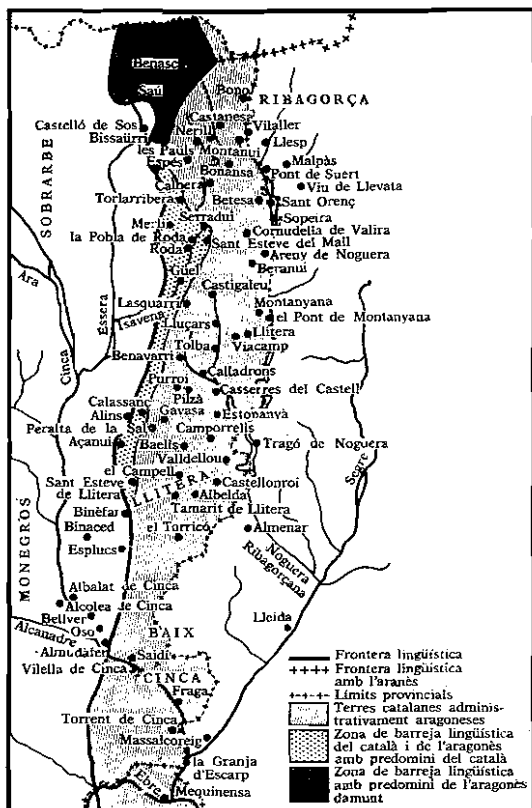 Benasc
Saú
Bono
RIBAGORÇA
Castanesa
Castelló de Sos
Vilaller
Bissaürri
Nerill
Llesp
les Pauls
Montanui
Malpàs
Espés
Bonansa
Pont de Suert
Calbera
Viu de Llevata
Torlarribera
Betesa
Sant Orenç
SOBRARBE
Sopeira
Serraduí
Merli
Cornudella de Valira
la Pobla de Roda
Sant Esteve del Mall
Roda
Areny de Noguera
Beranui
Güel
Ara
Castigaleu
Montanyana
Lasquarri
Éssera
Isàvena
el Pont de Montanyana
Lluçars
Llitera
Cinca
Tolba
Viacamp
Benavarri
Calladrons
Purroi
Pilzà
Casserres del Castell
Calassanç
Gavasa
Estonanyà
Alins
Peralta de la Sal
Camporrells
Açanui
Baells
Tragó de Noguera
Valldellou
Segre
el Campell
Sant Esteve
de Llitera
LLITERA
Castellonroi
Albelda
Tamarit de Llitera
Binèfar
MONEGROS
Binaced
el Torricó
Almenar
Esplucs
Noguera
Ribagorçana
Albalat de Cinca
Alcolea de Cinca
Bellver
Lleida
Alcanadre
Oso
BAIX
Almudàfer
Saidí
Vilella de Cinca
CINCA
Fraga
Torrent de Cinca
Massalcoreig
la Granja
d'Escarp
Ebre
Mequinensa
Frontera lingüística
Frontera lingüística
amb l'aranès
Límits provincials
Terres catalanes adminis-
trativament aragoneses
Zona de barreja lingüística
del català i de l'aragonès
amb predomini del català
Zona de barreja lingüística
amb predomini de l'aragonès
damunt